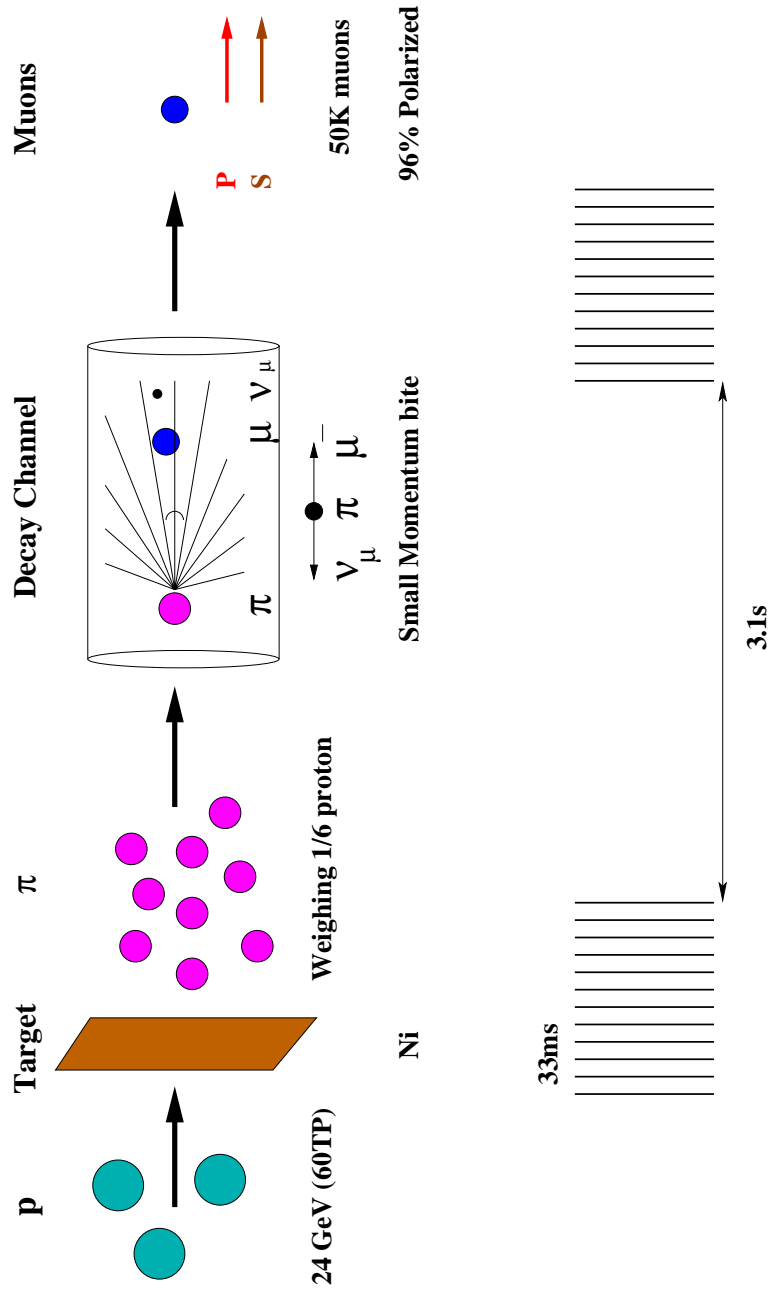 p
Target
π
Decay Channel
Muons
P
S
π
μ ν μ
ν μ π μ –
24 GeV (60TP)
Weighing 1/6 proton
50K muons
Ni
Small Momentum bite
96% Polarized
33ms
3.1s